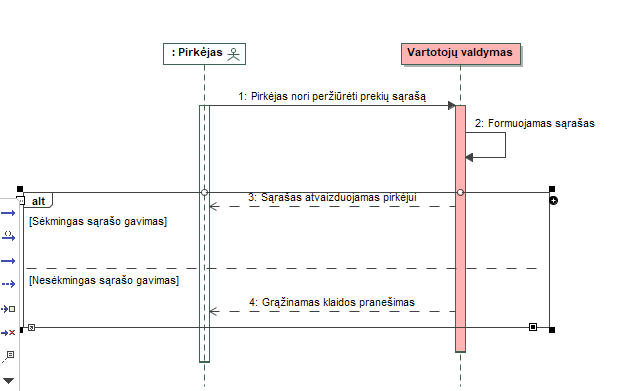 : Pirkėjas
Vartotojų valdymas
1: Pirkėjas nori peržiūrėti prekių sąrašą
2: Formuojamas sąrašas
alt
3: Sąrašas atvaizduojamas pirkėjui
[Sėkmingas sąrašo gavimas]
[Nesėkmingas sąrašo gavimas]
4: Grąžinamas klaidos pranešimas